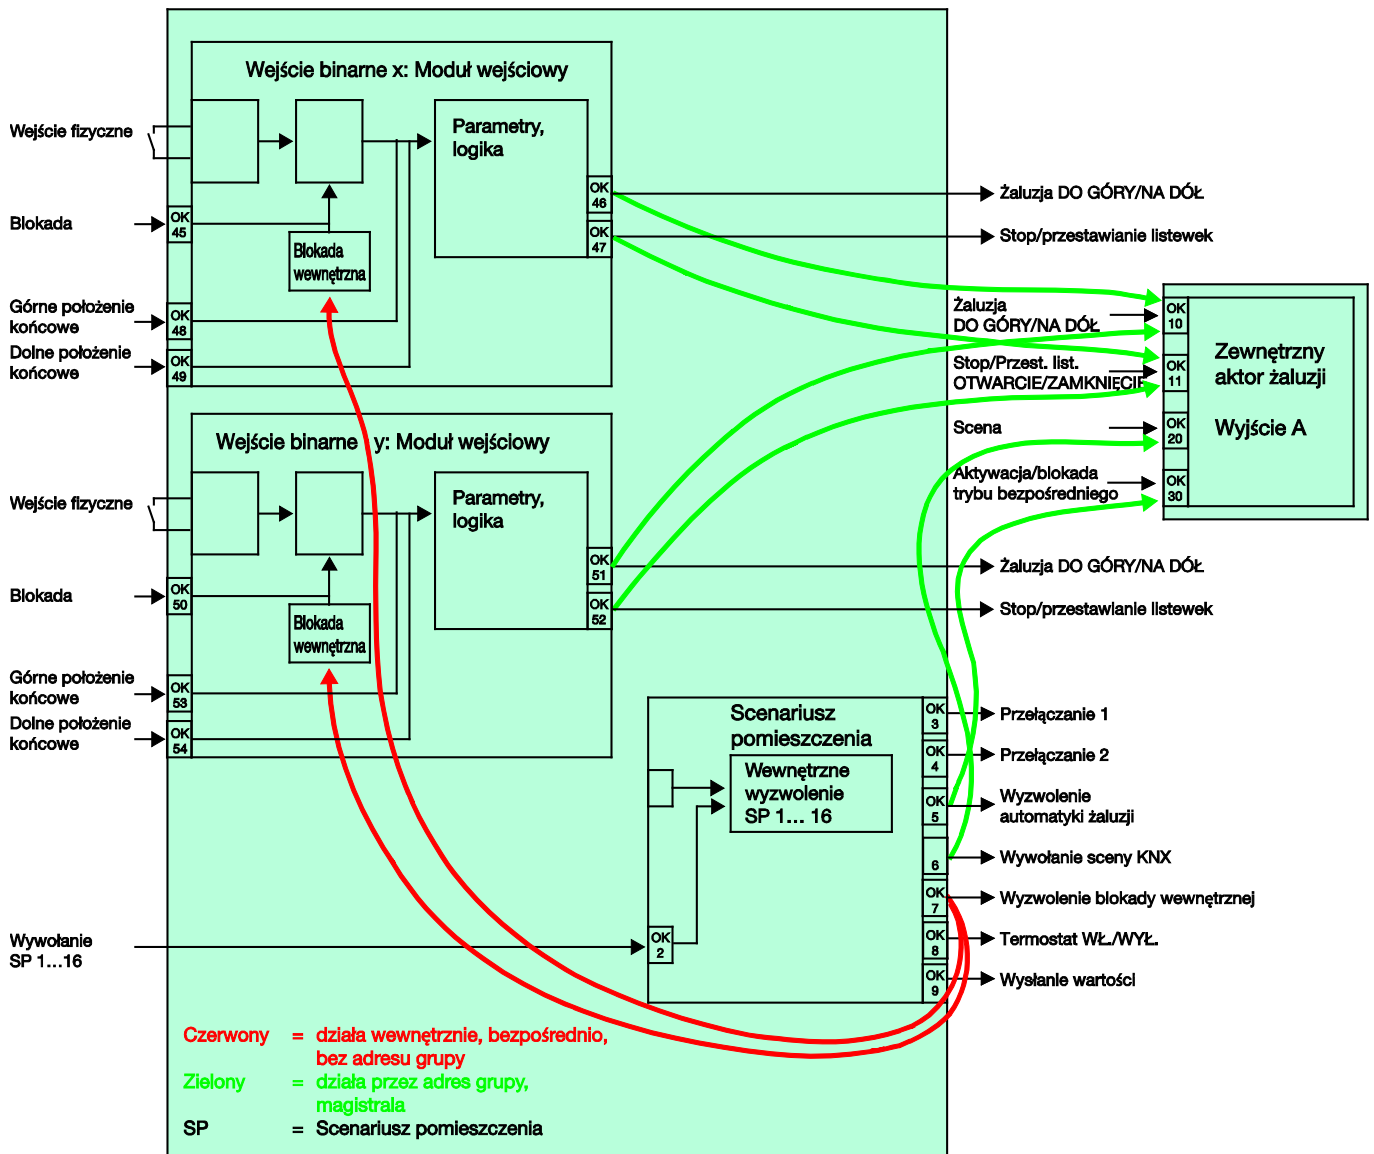 Wejście binarne x: Moduł wejściowy
Wejście fizyczne
Parametry,
logika
OK
46
Żaluzja DO GÓRY/NA DÓŁ
Blokada
OK
45
OK
47
Stop/przestawianie listewek
Blokada
wewnętrzna
Górne położenie
końcowe
OK
48
Dolne położenie
końcowe
OK
49
Żaluzja
DO GÓRY/NA DÓŁ
OK
10
Stop/Przest. list.
OTWARCIE/ZAMKNIĘCIE
OK
11
Scena
OK
20
Aktywacja/blokada
trybu bezpośredniego
OK
30
Zewnętrzny
aktor żaluzji
Wyjście A
Wejście binarne y: Moduł wejściowy
Wejście fizyczne
Parametry,
logika
OK
51
Żaluzja DO GÓRY/NA DÓŁ
Blokada
OK
50
OK
52
Stop/przestawianie listewek
Blokada
wewnętrzna
Górne położenie
końcowe
OK
53
Dolne położenie
końcowe
OK
54
Scenariusz
pomieszczenia
Wewnętrzne
wyzwolenie
SP 1... 16
OK
3
Przełączanie 1
OK
4
Przełączanie 2
OK
5
Wyzwolenie
automatyki żaluzji
6
Wywołanie sceny KNX
OK
7
Wyzwolenie blokady wewnętrznej
OK
8
Termostat WŁ./WYŁ.
OK
9
Wysłanie wartości
Wywołanie
SP 1...16
OK
2
Czerwony = działa wewnętrznie, bezpośrednio,
bez adresu grupy
Zielony = działa przez adres grupy,
magistrala
SP = Scenariusz pomieszczenia